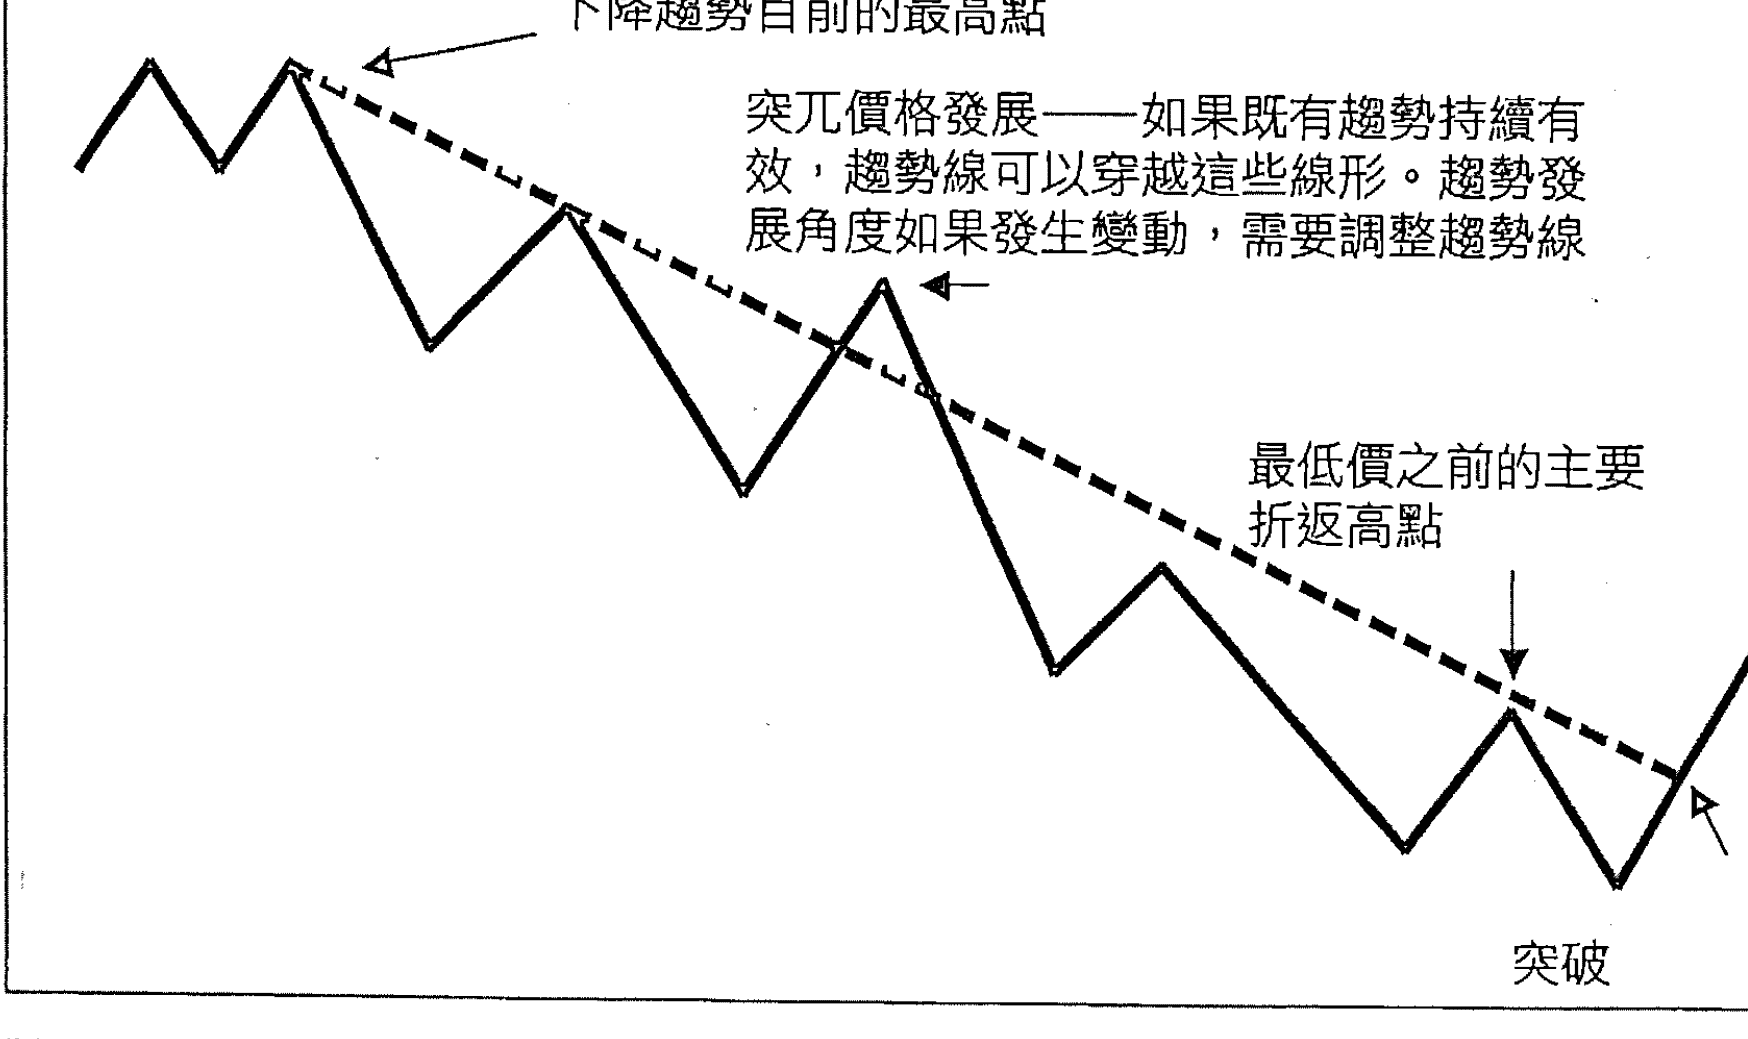 下降趨勢目前的最高點
突兀價格發展——如果既有趨勢持續有
效，趨勢線可以穿越這些線形。趨勢發
展角度如果發生變動，需要調整趨勢線
最低價之前的主要
折返高點
突破